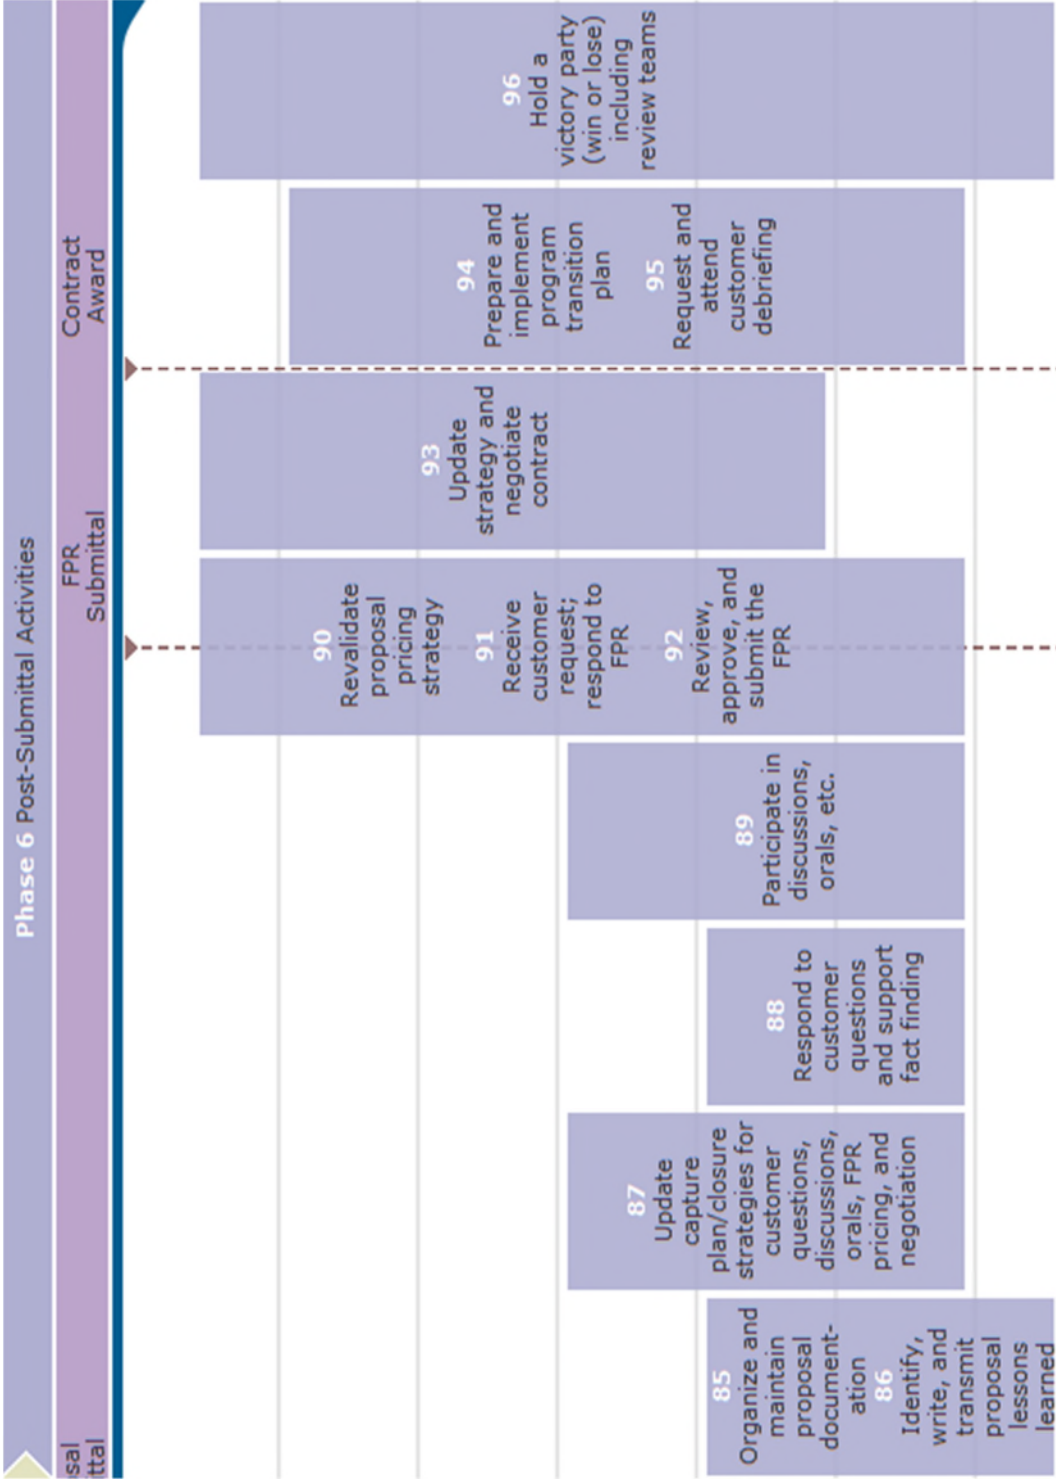 Phase 6 Post-Submittal Activities
sal
ttal
FPR
Submittal
Contract
Award
85
Organize and
maintain
proposal
document-
ation
86
Identify,
write, and
transmit
proposal
lessons
learned
87
Update
capture
plan/closure
strategies for
customer
questions,
discussions,
orals, FPR
pricing, and
negotiation
88
Respond to
customer
questions
and support
fact finding
89
Participate in
discussions,
orals, etc.
90
Revalidate
proposal
pricing
strategy
91
Receive
customer
request;
respond to
FPR
92
Review,
approve, and
submit the
FPR
93
Update
strategy and
negotiate
contract
94
Prepare and
implement
program
transition
plan
95
Request and
attend
customer
debriefing
96
Hold a
victory party
(win or lose)
including
review teams